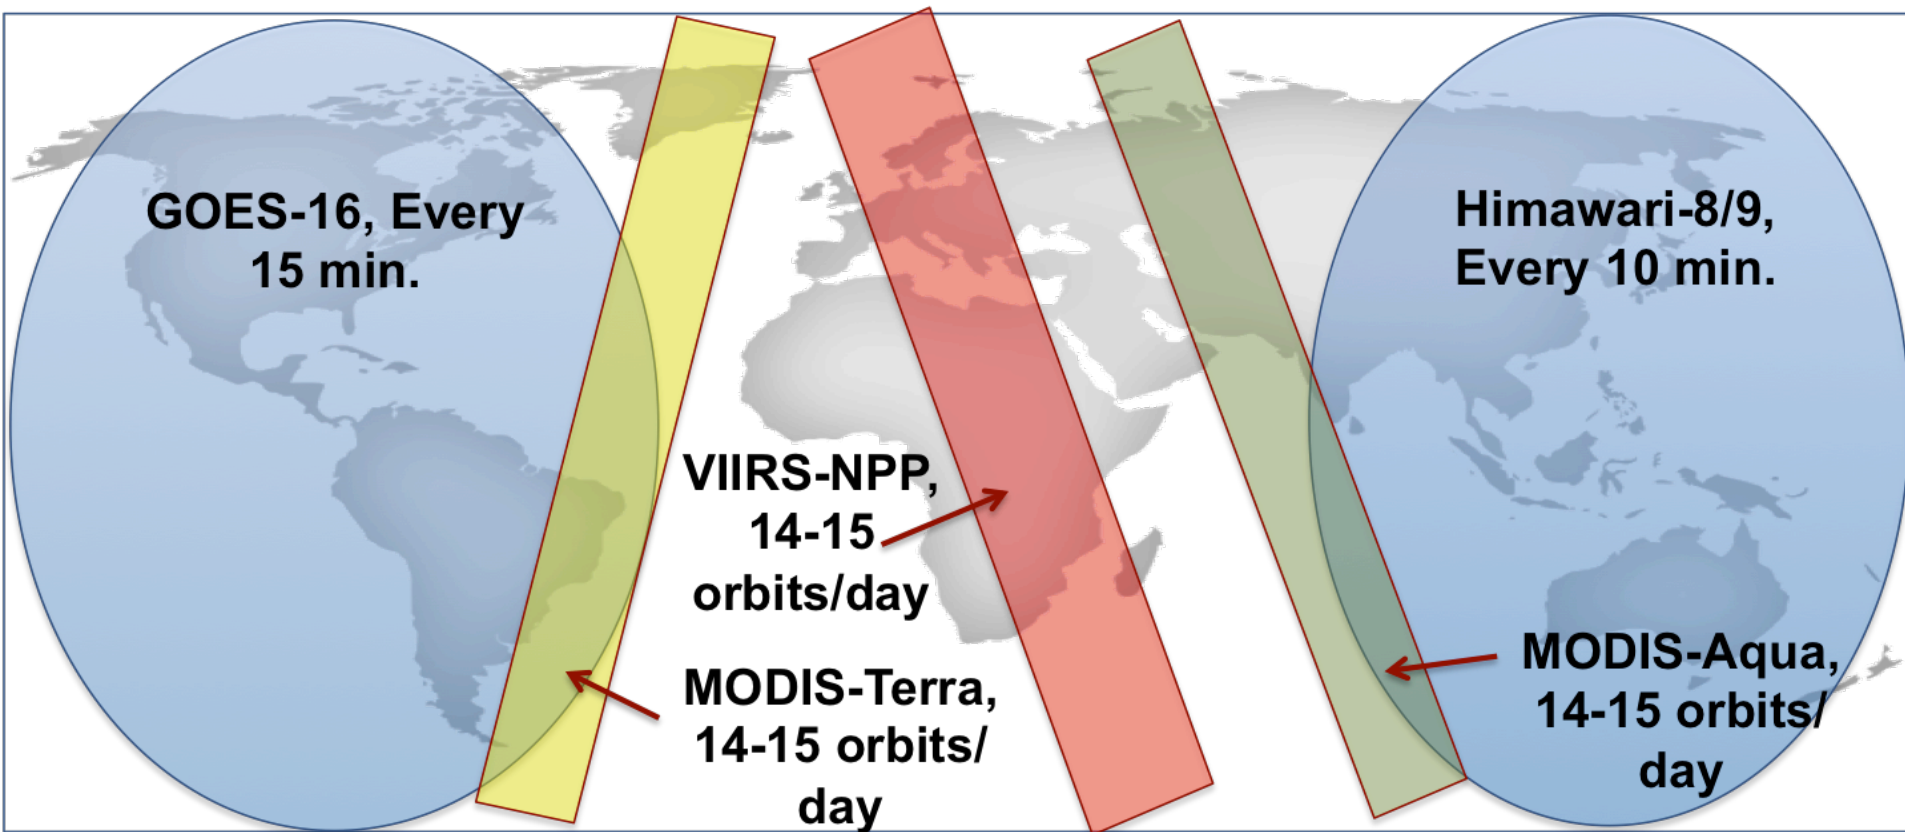 GOES-16, Every
15 min.
Himawari-8/9,
Every 10 min.
VIIRS-NPP,
14-15
orbits/day
MODIS-Terra,
14-15 orbits/
day
MODIS-Aqua,
14-15 orbits/
day